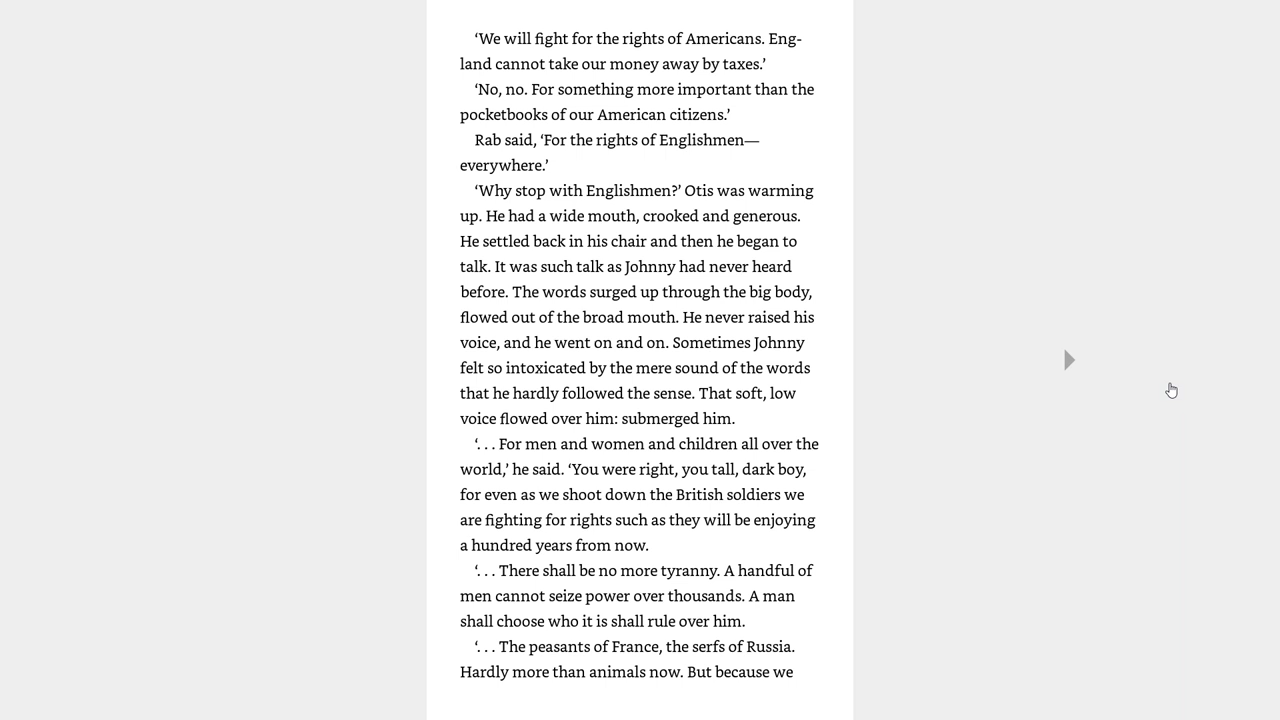 ‘We will fight for the rights of Americans. Eng-
land cannot take our money away by taxes.’
‘No, no. For something more important than the
pocketbooks of our American citizens.’
Rab said, ‘For the rights of Englishmen—
everywhere.’
‘Why stop with Englishmen?’ Otis was warming
up. He had a wide mouth, crooked and generous.
He settled back in his chair and then he began to
talk. It was such talk as Johnny had never heard
before. The words surged up through the big body,
flowed out of the broad mouth. He never raised his
voice, and he went on and on. Sometimes Johnny
felt so intoxicated by the mere sound of the words
that he hardly followed the sense. That soft, low
voice flowed over him: submerged him.
‘. . . For men and women and children all over the
world,’ he said. ‘You were right, you tall, dark boy,
for even as we shoot down the British soldiers we
are fighting for rights such as they will be enjoying
a hundred years from now.
‘. . . There shall be no more tyranny. A handful of
men cannot seize power over thousands. A man
shall choose who it is shall rule over him.
‘. . . The peasants of France, the serfs of Russia.
Hardly more than animals now. But because we